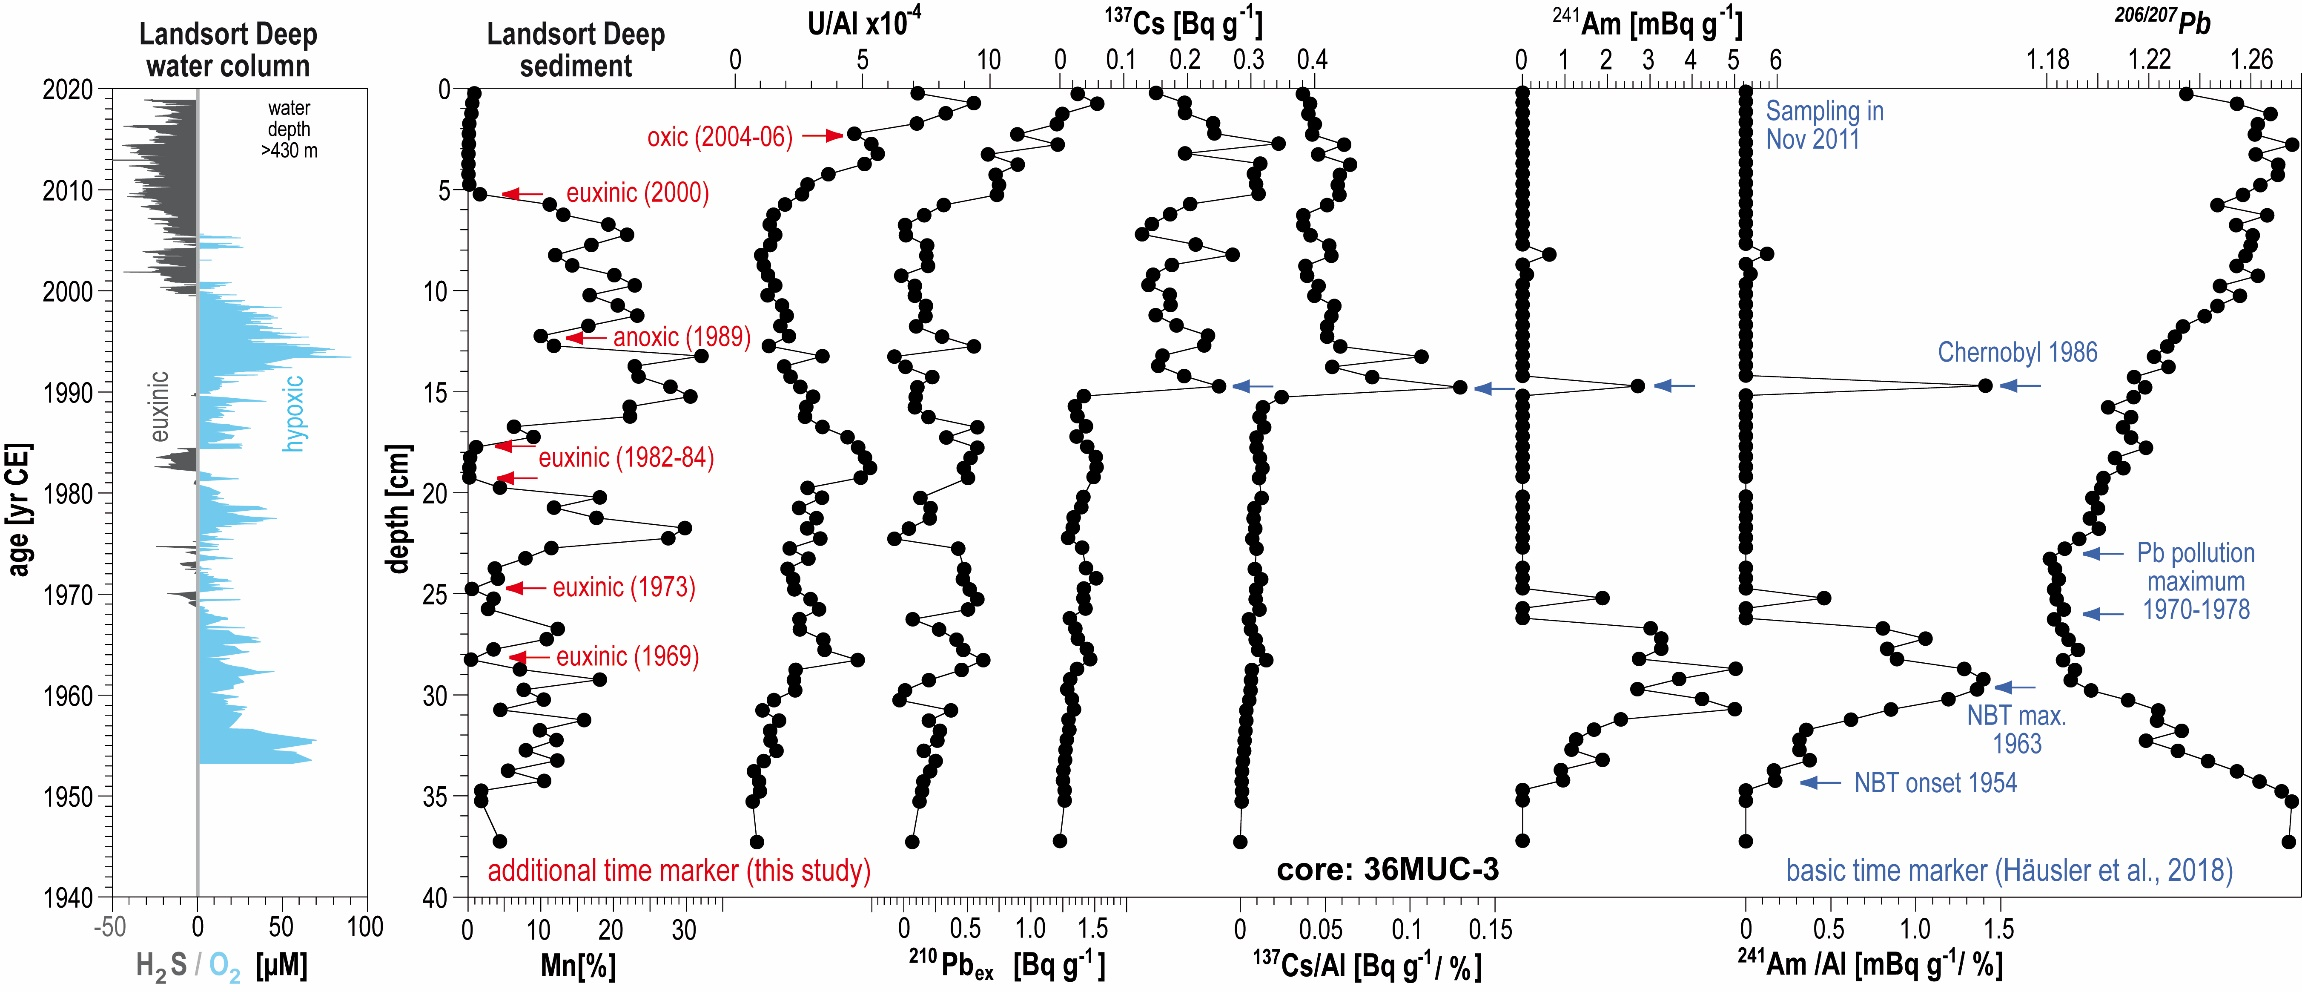 Landsort Deep
water column
Landsort Deep
sediment
U/Al x10-4
137Cs [Bq g-1]
241Am [mBq g-1]
206/207Pb
0 5 10
0 0.1 0.2 0.3 0.4
0 1 2 3 4 5 6
1.18 1.22 1.26
age [yr CE]
2020
2010
2000
1990
1980
1970
1960
1950
1940
water
depth
>430 m
euxinic
hypoxic
-50 0 50 100
H2S / O2 [µM]
depth [cm]
0
5
10
15
20
25
30
35
40
oxic (2004-06)
euxinic (2000)
anoxic (1989)
euxinic (1982-84)
euxinic (1973)
euxinic (1969)
additional time marker (this study)
Sampling in
Nov 2011
Chernobyl 1986
Pb pollution
maximum
1970-1978
NBT max.
1963
NBT onset 1954
core: 36MUC-3
basic time marker (Häusler et al., 2018)
0 10 20 30
Mn[%]
0 0.5 1.0 1.5
210Pbex [Bq g-1]
0 0.05 0.10 0.15
137Cs/Al [Bq g-1/ %]
0 0.5 1.0 1.5
241Am /Al [mBq g-1/ %]